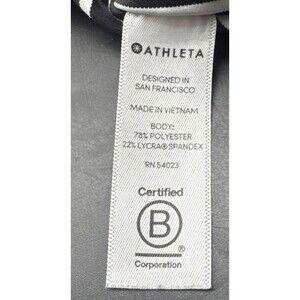 ATHLETA
DESIGNED IN
SAN FRANCISCO
MADE IN VIETNAM
BODY:
78% POLYESTER
22% LYCRA® SPANDEX
RN 54023
Certified
B
Corporation